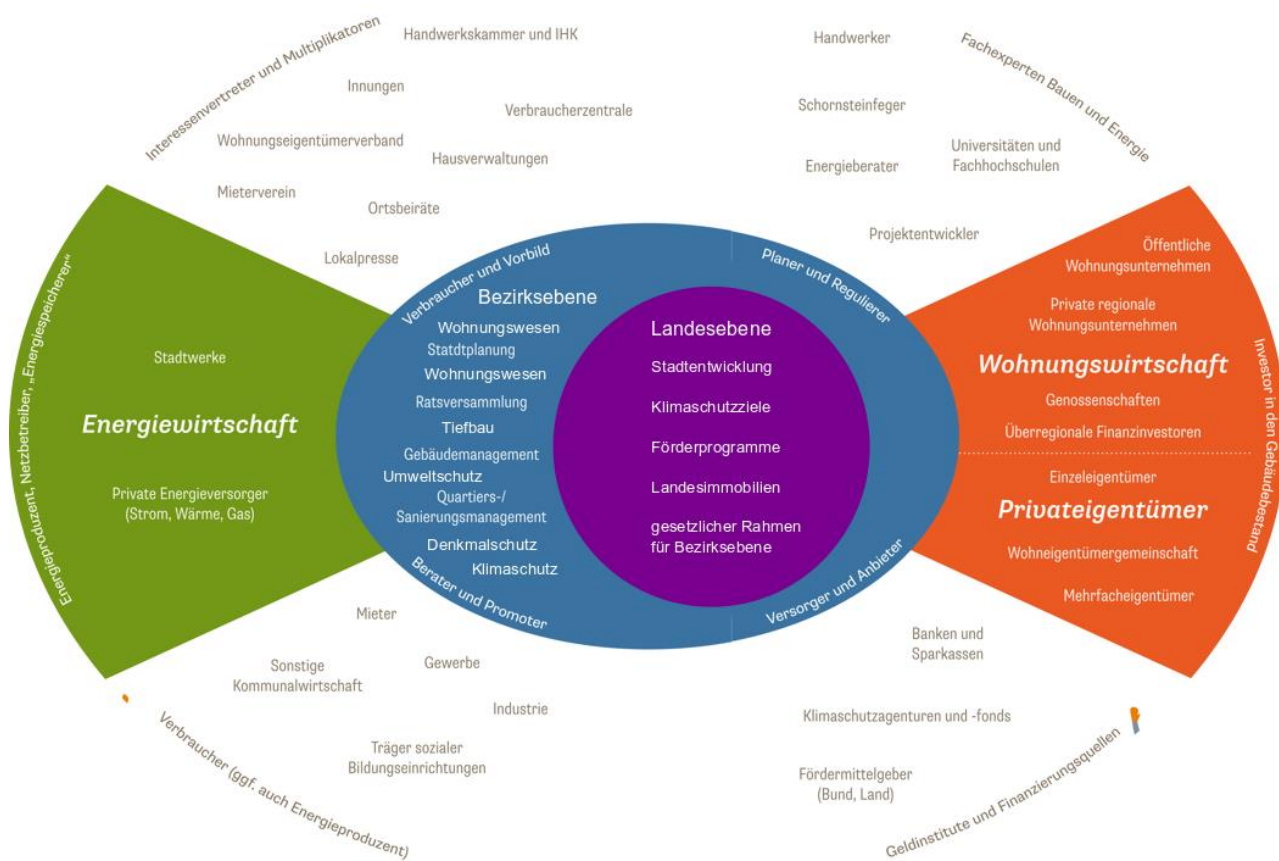 Interessenvertreter und Multiplikatoren
Handwerkskammer und IHK
Innungen
Verbraucherzentrale
Wohnungseigentümerverband
Hausverwaltungen
Mieterverein
Ortsbeiräte
Lokalpresse
Handwerker
Fachexperten Bauen und Energie
Schornsteinfeger
Universitäten und
Fachhochschulen
Energieberater
Projektentwickler
Energieproduzent, Netzbetreiber, „Energiespeicherer“
Stadtwerke
Energiewirtschaft
Private Energieversorger
(Strom, Wärme, Gas)
Verbraucher und Vorbild
Planer und Regulierer
Bezirksebene
Wohnungswesen
Statdtplanung
Wohnungswesen
Ratsversammlung
Tiefbau
Gebäudemanagement
Umweltschutz
Quartiers-/
Sanierungsmanagement
Denkmalschutz
Klimaschutz
Berater und Promoter
Versorger und Anbieter
Landesebene
Stadtentwicklung
Klimaschutzziele
Förderprogramme
Landesimmobilien
gesetzlicher Rahmen
für Bezirksebene
Öffentliche
Wohnungsunternehmen
Private regionale
Wohnungsunternehmen
Wohnungswirtschaft
Genossenschaften
Überregionale Finanzinvestoren
Einzeleigentümer
Privateigentümer
Wohneigentümergemeinschaft
Mehrfacheigentümer
Investor in den Gebäudebestand
Mieter
Sonstige
Kommunalwirtschaft
Gewerbe
Industrie
Träger sozialer
Bildungseinrichtungen
Verbraucher (ggf. auch Energieproduzent)
Banken und
Sparkassen
Klimaschutzagenturen und -fonds
Fördermittelgeber
(Bund, Land)
Geldinstitute und Finanzierungsquellen